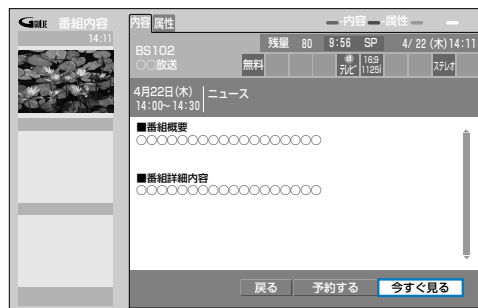 GGUIDE 番組内容
14:11
内容 属性
-内容 -属性
残量 80 9:56 SP 4/22(木)14:11
BS102
○○放送
無料 d テレビ 16:9 1125i ステレオ
4月22日(木) ニュース
14:00~14:30
■番組概要
○○○○○○○○○○○○○○○○○○
■番組詳細内容
○○○○○○○○○○○○○○○○○○
戻る 予約する 今すぐ見る